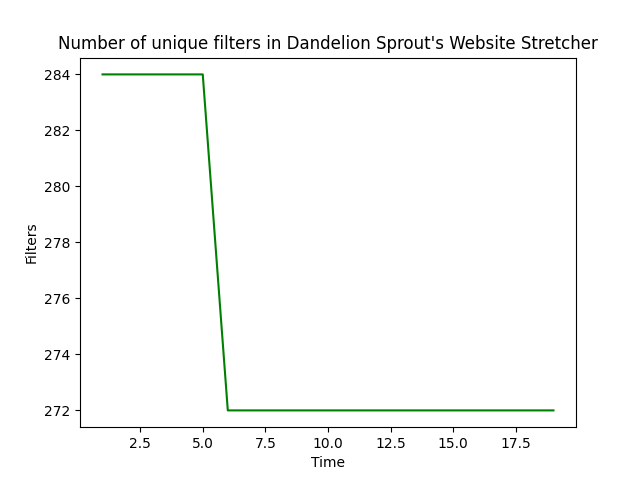 Number of unique filters in Dandelion Sprout's Website Stretcher
284
282
280
278
276
274
272
Filters
2.5 5.0 7.5 10.0 12.5 15.0 17.5
Time